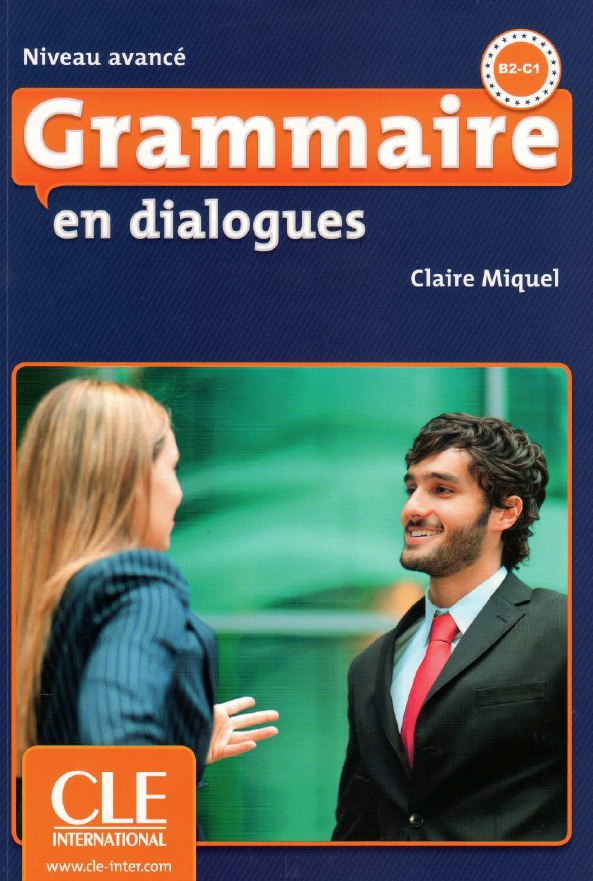 Niveau avancé
B2-C1
Grammaire
en dialogues
Claire Miquel
CLE
INTERNATIONAL
www.cle-inter.com